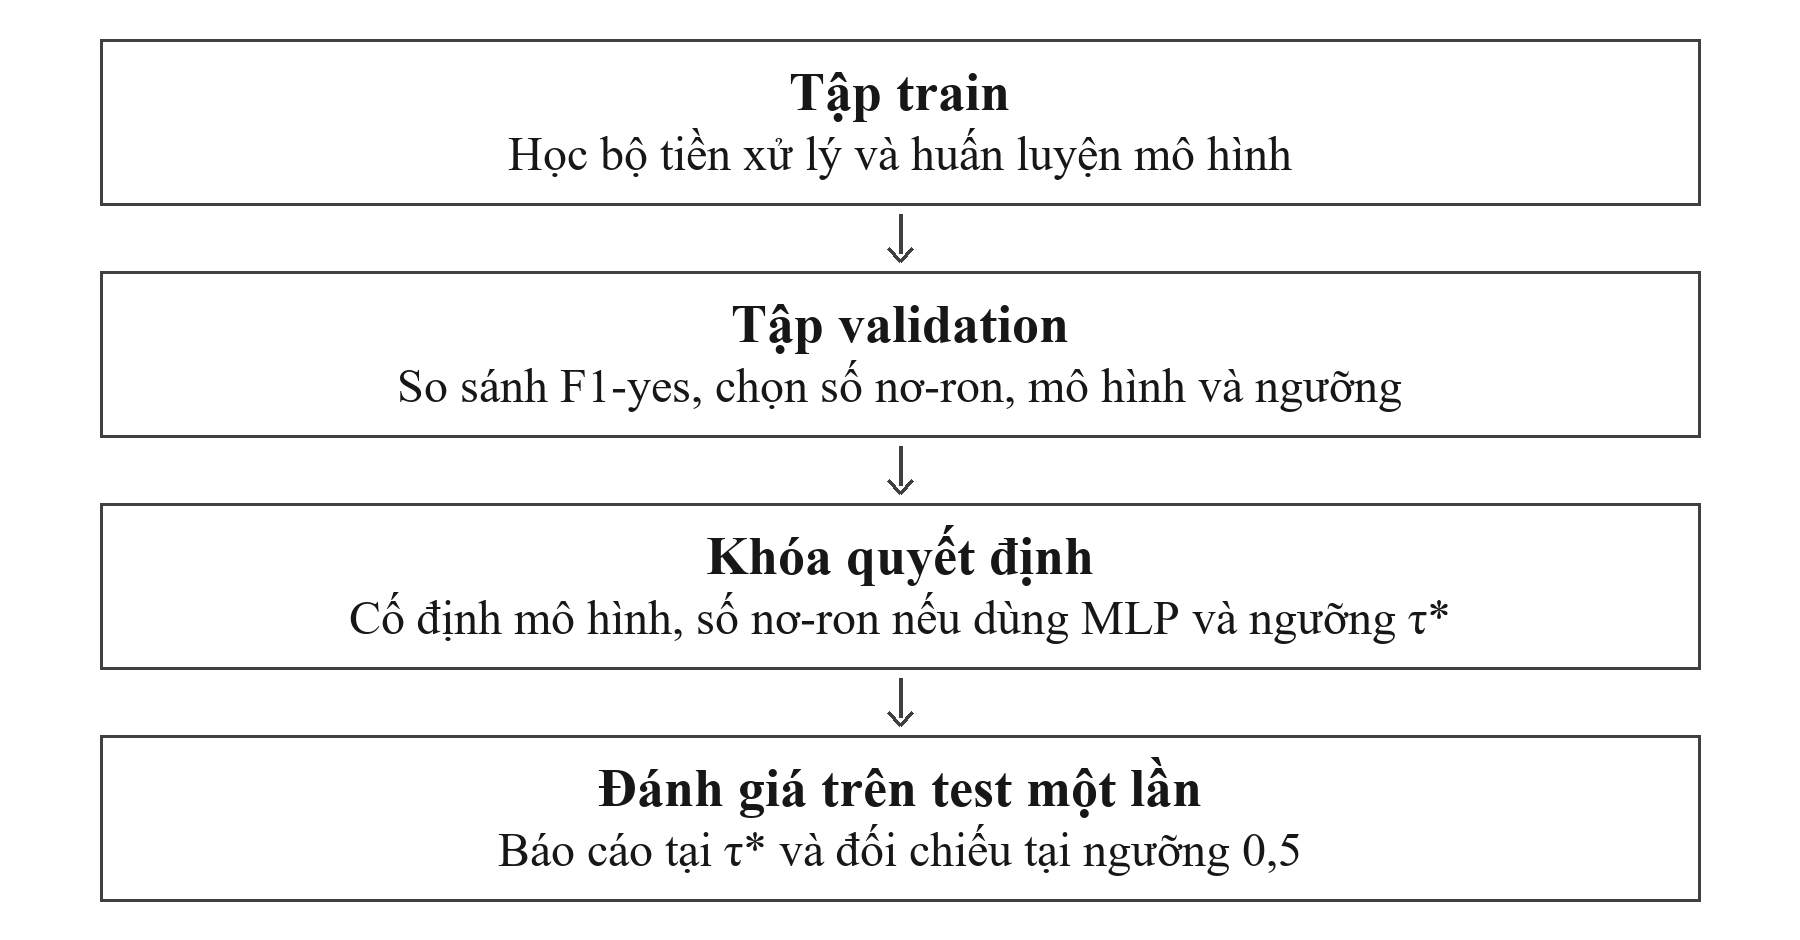 Tập train
Học bộ tiền xử lý và huấn luyện mô hình
Tập validation
So sánh F1-yes, chọn số nơ-ron, mô hình và ngưỡng
Khóa quyết định
Cố định mô hình, số nơ-ron nếu dùng MLP và ngưỡng τ*
Đánh giá trên test một lần
Báo cáo tại τ* và đối chiếu tại ngưỡng 0,5